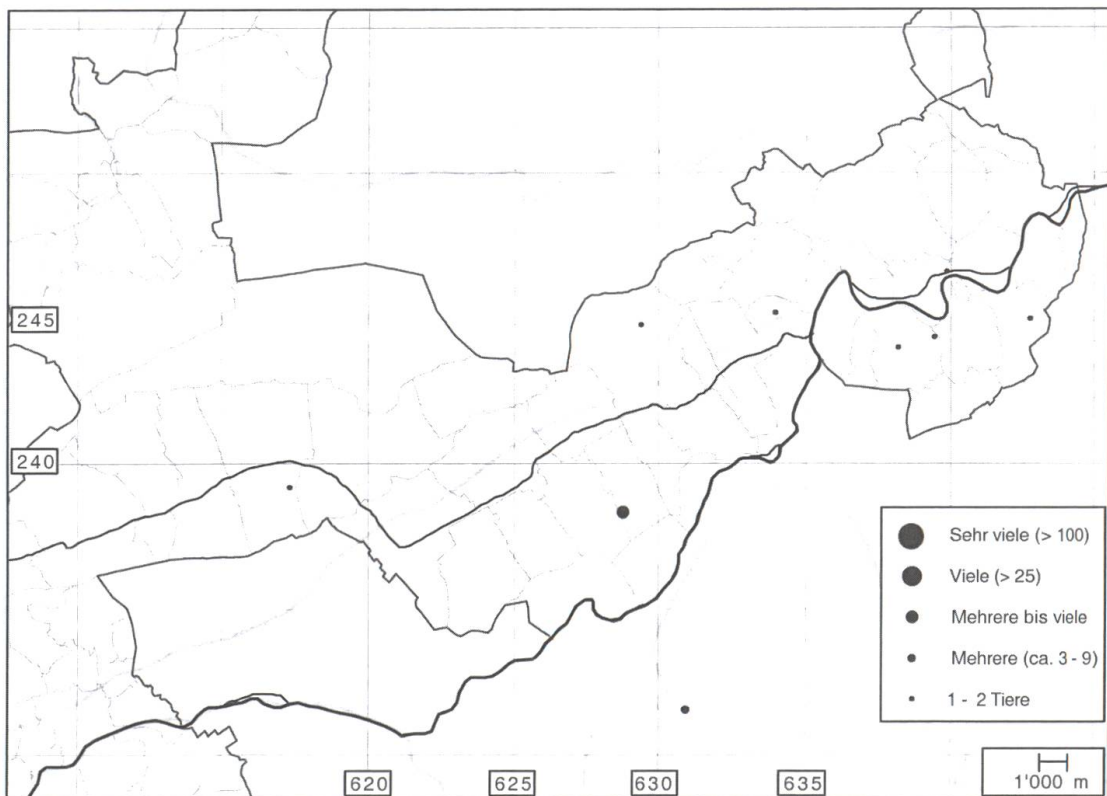 245
240
Sehr viele (> 100)
Viele (> 25)
Mehrere bis viele
Mehrere (ca. 3 - 9)
1 - 2 Tiere
620
625
630
635
1'000 m